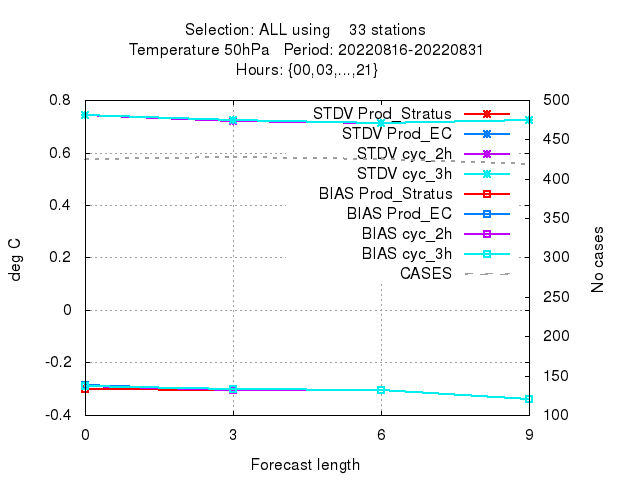 Selection: ALL using 33 stations
Temperature 50hPa Period: 20220816-20220831
Hours: {00,03,...,21}
0.8
0.6
0.4
0.2
0
-0.2
-0.4
500
450
400
350
300
250
200
150
100
STDV Prod_Stratus
STDV Prod_EC
STDV cyc_2h
STDV cyc_3h
BIAS Prod_Stratus
BIAS Prod_EC
BIAS cyc_2h
BIAS cyc_3h
CASES
deg C
No cases
0
3
6
9
Forecast length